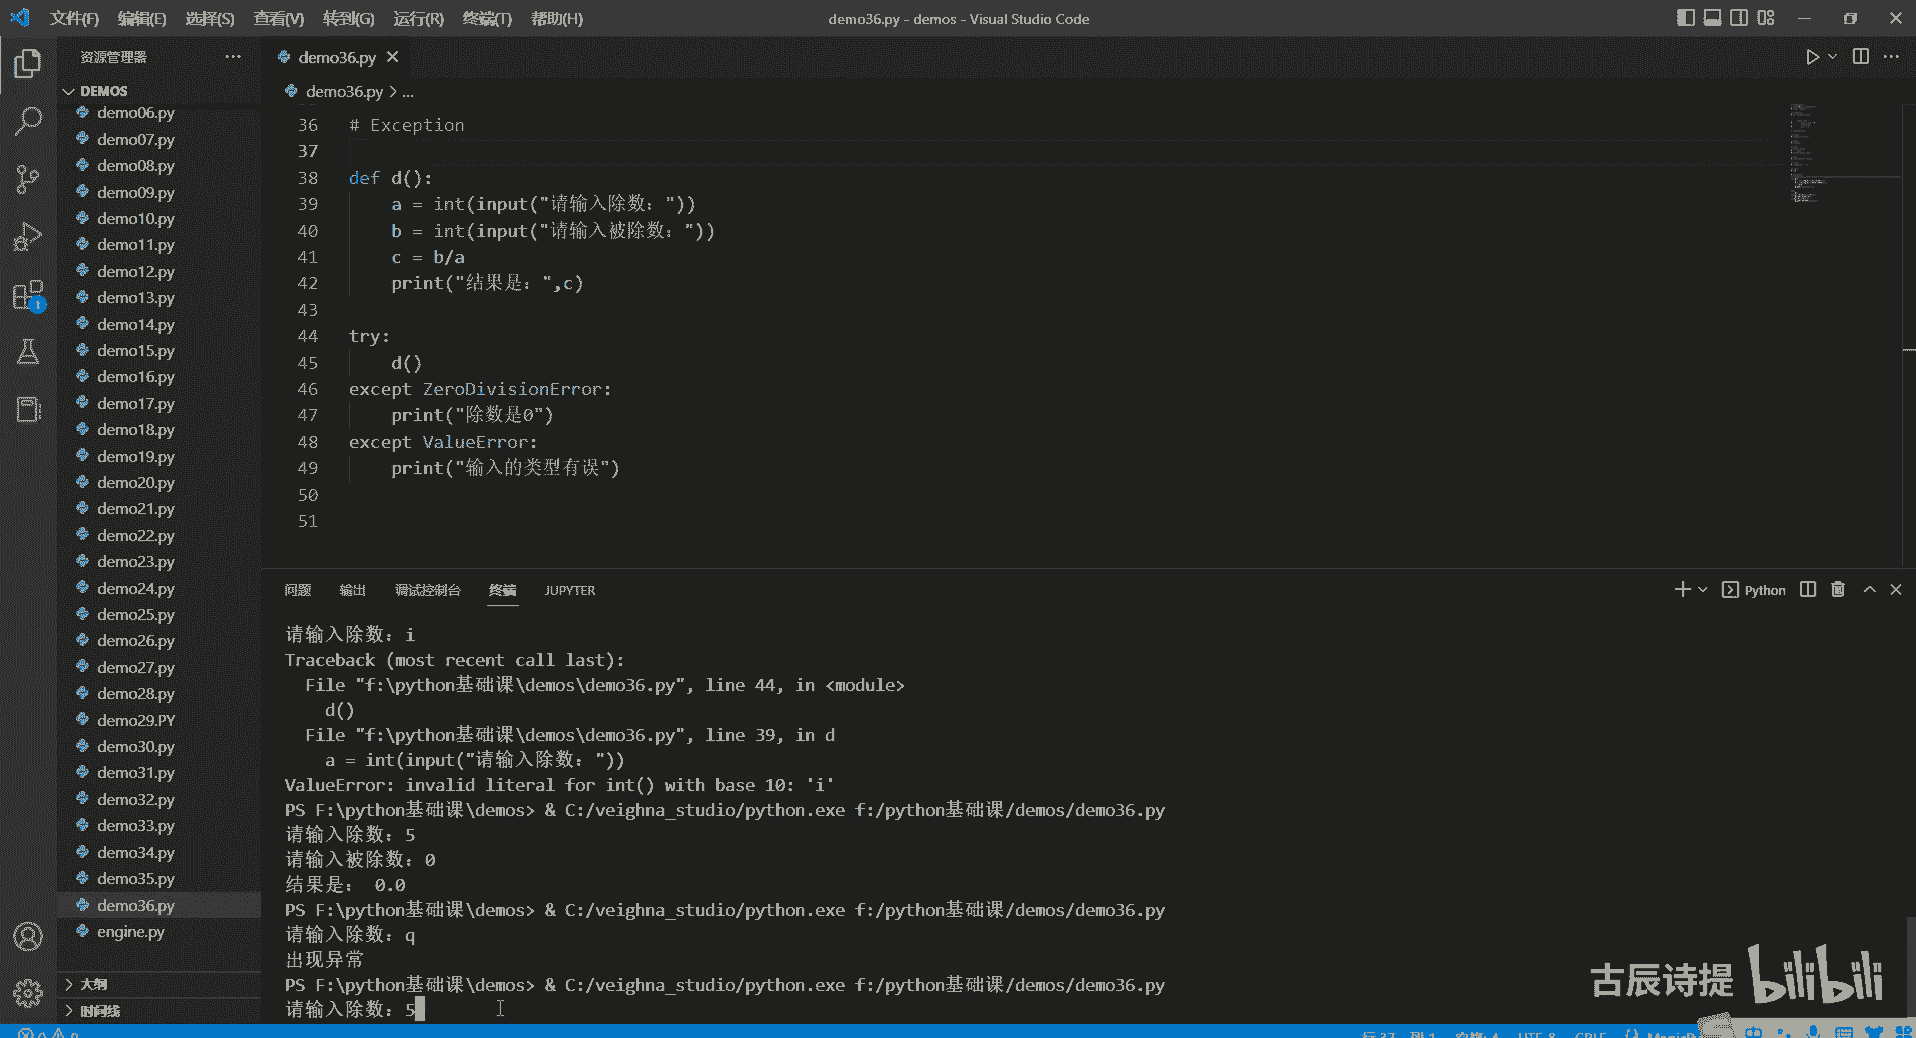 文件(F) 编辑(E) 选择(S) 查看(V) 转到(G) 运行(R) 终端(T) 帮助(H) demo36.py - demos - Visual Studio Code
资源管理器
DEMOS
demo06.py
demo07.py
demo08.py
demo09.py
demo10.py
demo11.py
demo12.py
demo13.py
demo14.py
demo15.py
demo16.py
demo17.py
demo18.py
demo19.py
demo20.py
demo21.py
demo22.py
demo23.py
demo24.py
demo25.py
demo26.py
demo27.py
demo28.py
demo29.PY
demo30.py
demo31.py
demo32.py
demo33.py
demo34.py
demo35.py
demo36.py
engine.py
大纲
时间线
demo36.py
demo36.py > ...
36 # Exception
37
38 def d():
39 a = int(input("请输入除数："))
40 b = int(input("请输入被除数："))
41 c = b/a
42 print("结果是：",c)
43
44 try:
45 d()
46 except ZeroDivisionError:
47 print("除数是0")
48 except ValueError:
49 print("输入的类型有误")
50
51
问题 输出 调试控制台 终端 JUPYTER
Python
请输入除数：i
Traceback (most recent call last):
File "f:\python基础课\demos\demo36.py", line 44, in <module>
d()
File "f:\python基础课\demos\demo36.py", line 39, in d
a = int(input("请输入除数："))
ValueError: invalid literal for int() with base 10: 'i'
PS F:\python基础课\demos> & C:/veighna_studio/python.exe f:/python基础课/demos/demo36.py
请输入除数：5
请输入被除数：0
结果是： 0.0
PS F:\python基础课\demos> & C:/veighna_studio/python.exe f:/python基础课/demos/demo36.py
请输入除数：q
出现异常
PS F:\python基础课\demos> & C:/veighna_studio/python.exe f:/python基础课/demos/demo36.py
请输入除数：5
古辰诗提 bilibili